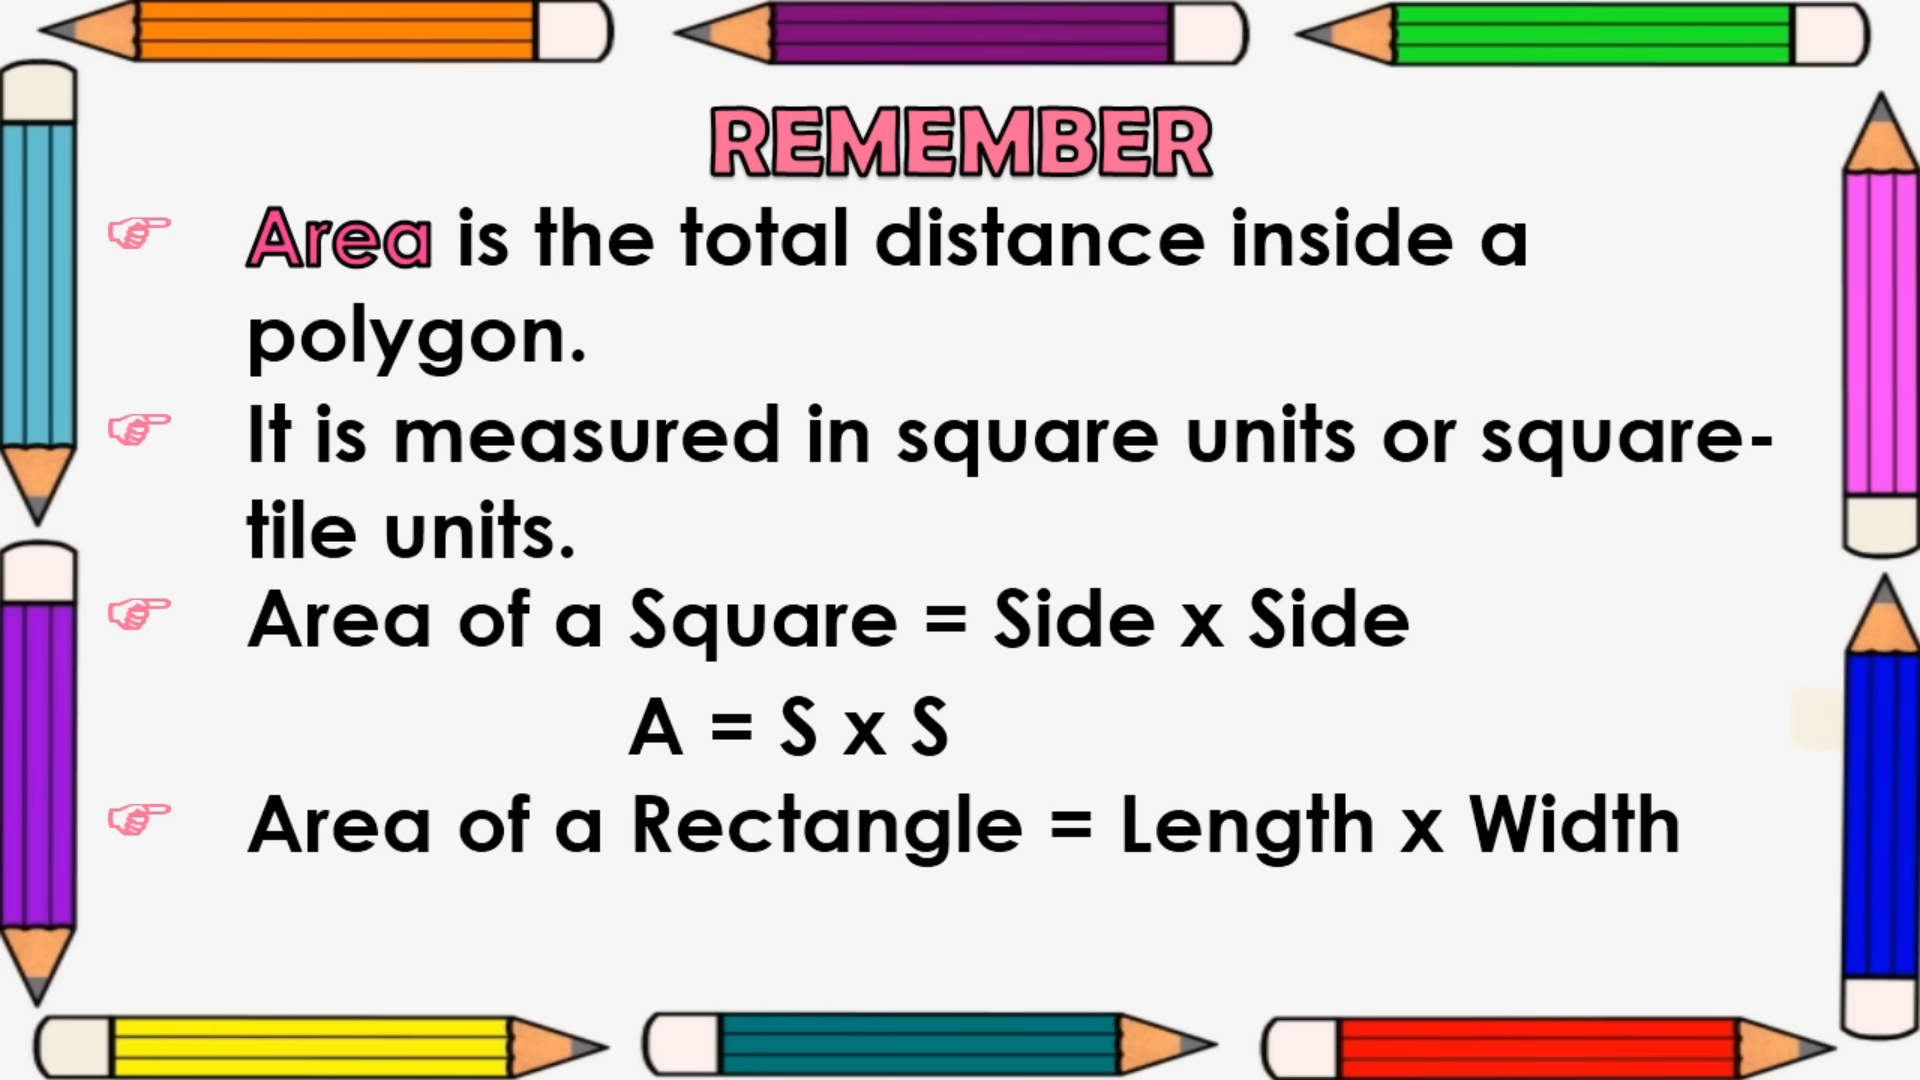 REMEMBER
Area is the total distance inside a
polygon.
It is measured in square units or square-
tile units.
Area of a Square = Side x Side
A = S x S
Area of a Rectangle = Length x Width